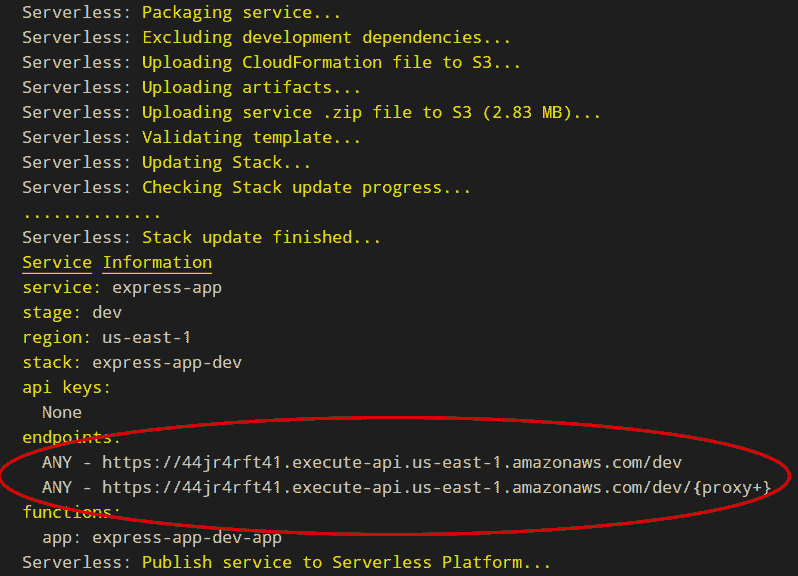 Serverless: Packaging service...
Serverless: Excluding development dependencies...
Serverless: Uploading CloudFormation file to S3...
Serverless: Uploading artifacts...
Serverless: Uploading service .zip file to S3 (2.83 MB)...
Serverless: Validating template...
Serverless: Updating Stack...
Serverless: Checking Stack update progress...
..............
Serverless: Stack update finished...
Service Information
service: express-app
stage: dev
region: us-east-1
stack: express-app-dev
api keys:
  None
endpoints:
  ANY - https://44jr4rft41.execute-api.us-east-1.amazonaws.com/dev
  ANY - https://44jr4rft41.execute-api.us-east-1.amazonaws.com/dev/{proxy+}
functions:
  app: express-app-dev-app
Serverless: Publish service to Serverless Platform...